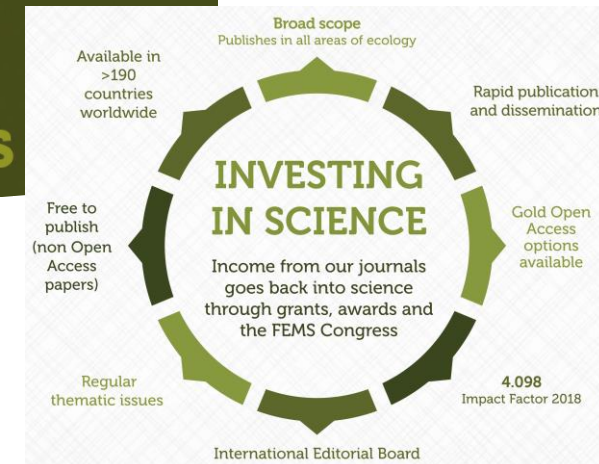 Broad scope
Publishes in all areas of ecology
Rapid publication
and dissemination
Gold Open
Access
options
available
4.098
Impact Factor 2018
International Editorial Board
Regular
thematic issues
Free to
publish
(non Open
Access
papers)
Available in
>190
countries
worldwide
INVESTING
IN SCIENCE
Income from our journals
goes back into science
through grants, awards and
the FEMS Congress
s